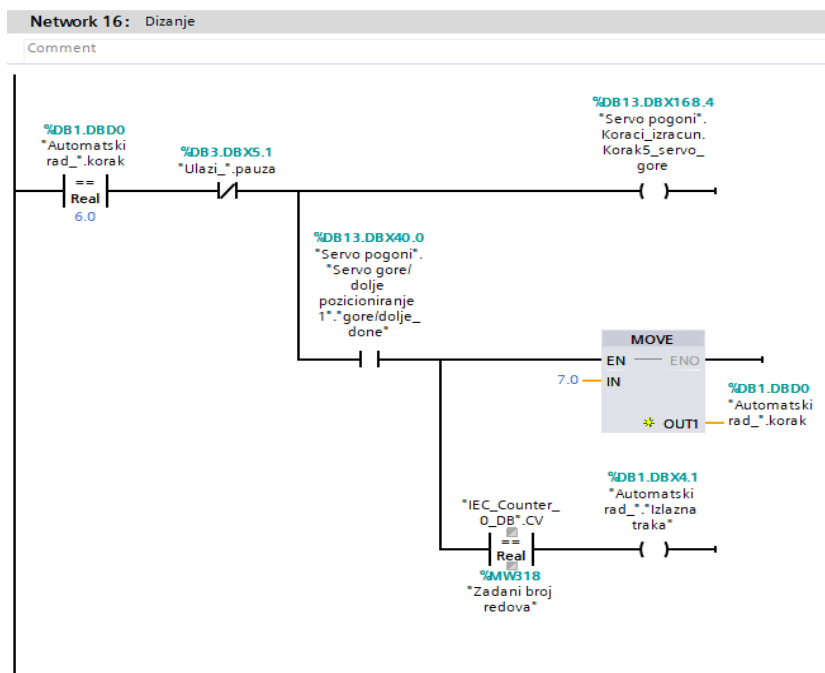 Network 16: Dizanje
Comment
%DB1.DBD0
"Automatski
rad_".korak
==
Real
6.0
%DB3.DBX5.1
"Ulazi_".pauza
%DB13.DBX168.4
"Servo pogoni".
Koraci_izracun.
Korak5_servo_
gore
%DB13.DBX40.0
"Servo pogoni".
"Servo gore/
dolje
pozicioniranje
1"."gore/dolje_
done"
MOVE
EN
ENO
7.0
IN
OUT1
%DB1.DBD0
"Automatski
rad_".korak
"IEC_Counter_
0_DB".CV
==
Real
%MW318
"Zadani broj
redova"
%DB1.DBX4.1
"Automatski
rad_"."Izlazna
traka"